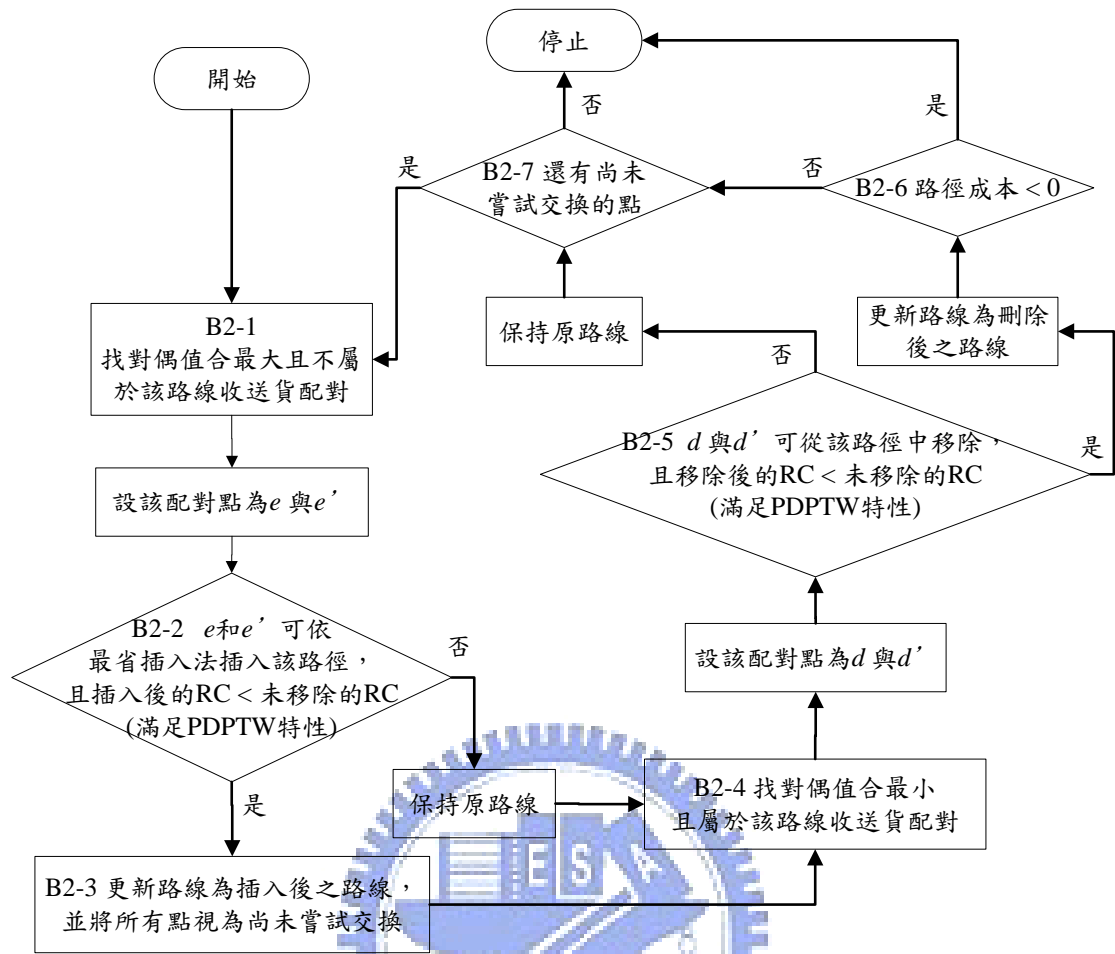 開始
停止
否
是
B2-7 還有尚未
嘗試交換的點
否
是
B2-6 路徑成本 < 0
B2-1
找對偶值合最大且不屬
於該路線收送貨配對
保持原路線
更新路線為刪除
後之路線
否
是
B2-5 d 與d’ 可從該路徑中移除，
且移除後的RC < 未移除的RC
(滿足PDPTW特性)
設該配對點為e 與e’
B2-2 e和e’ 可依
最省插入法插入該路徑，
且插入後的RC < 未移除的RC
(滿足PDPTW特性)
否
是
設該配對點為d 與d’
保持原路線
B2-4 找對偶值合最小
且屬於該路線收送貨配對
B2-3 更新路線為插入後之路線，
並將所有點視為尚未嘗試交換
E S A